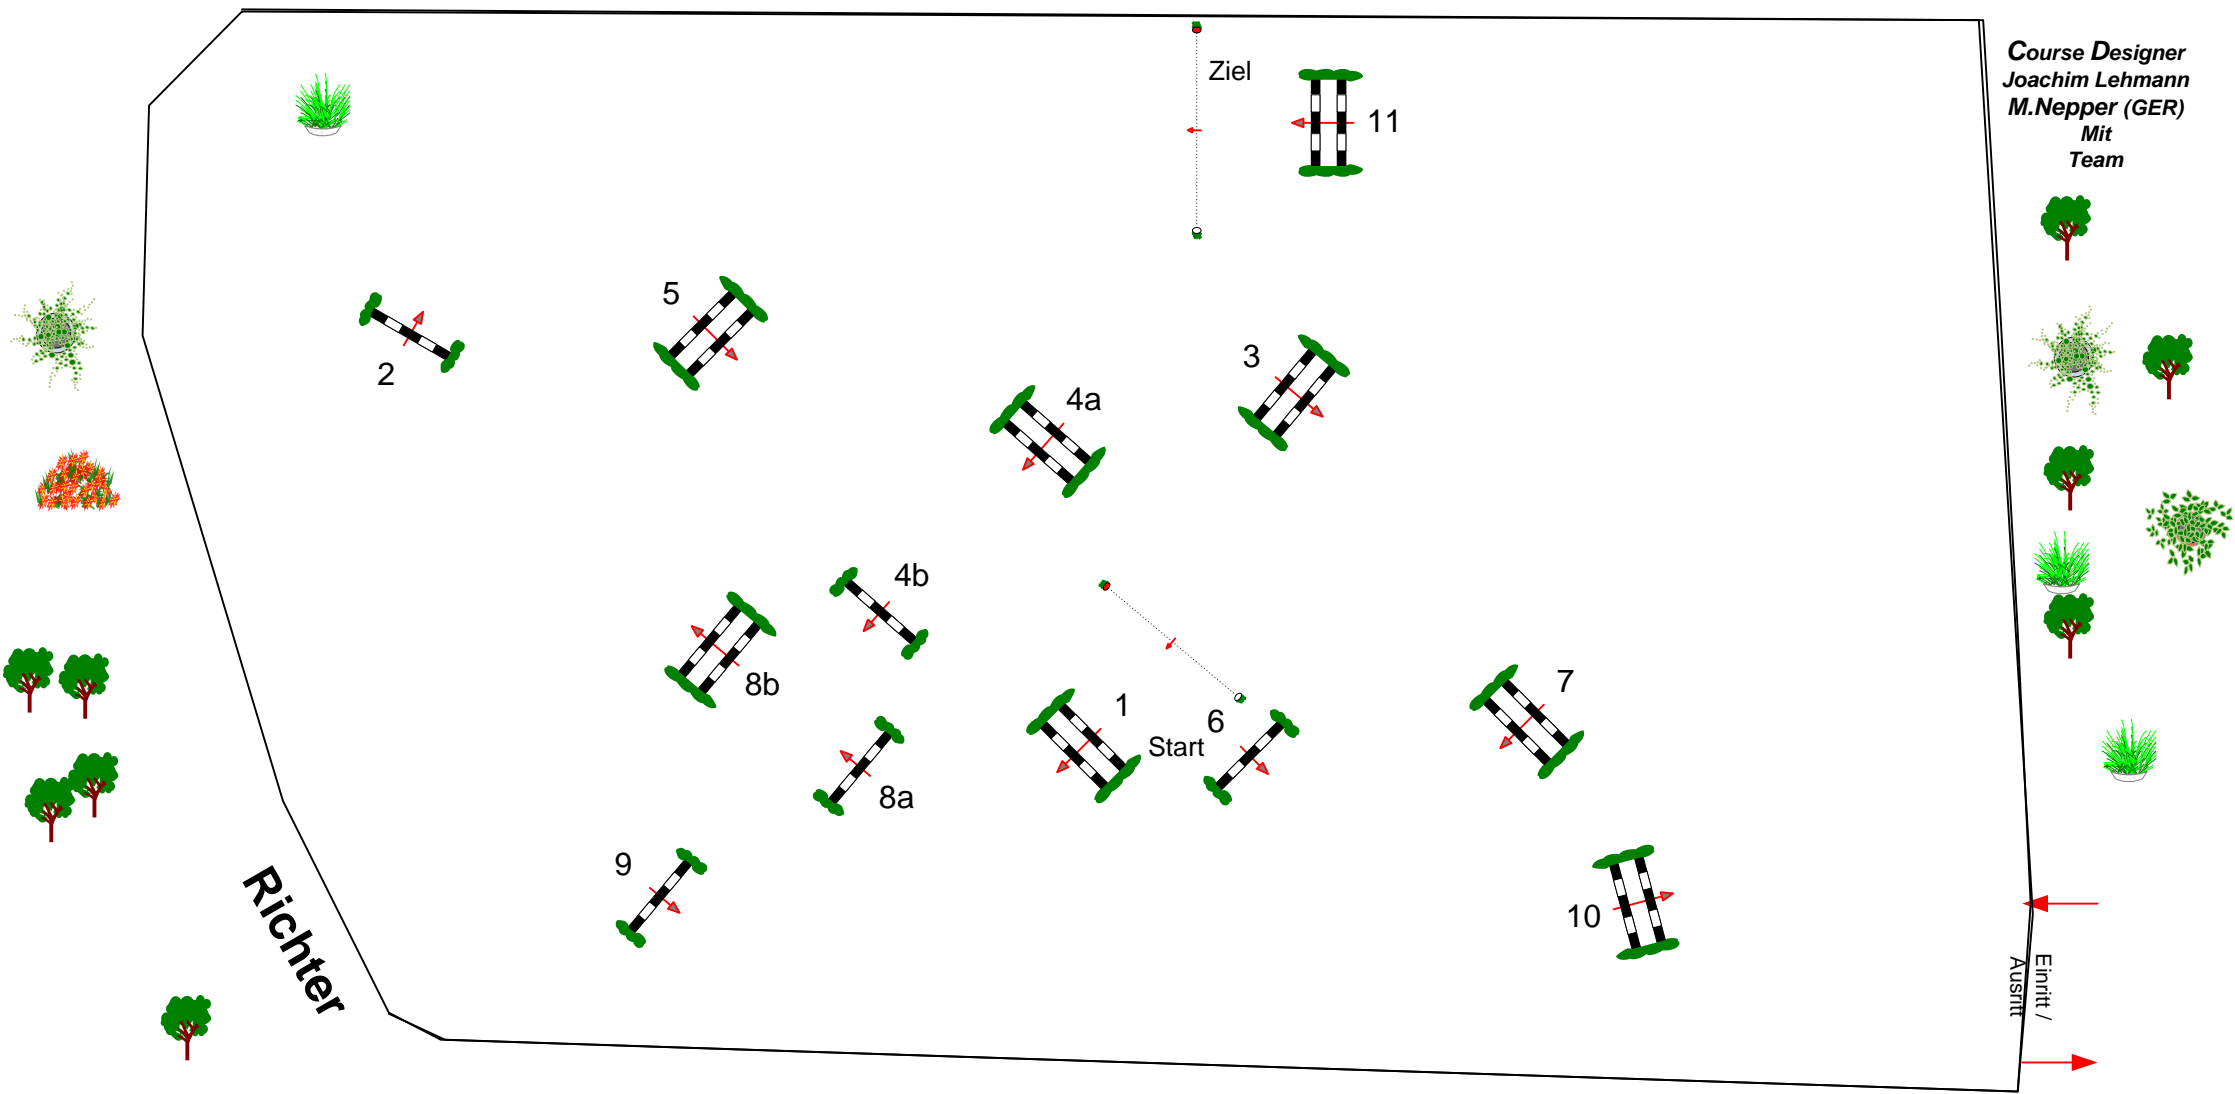 Course Designer
Joachim Lehmann
M.Nepper (GER)
Mit
Team
Ziel
11
5
2
3
4a
4b
8b
1
Start
6
7
8a
9
10
Richter
Einritt /
Ausritt